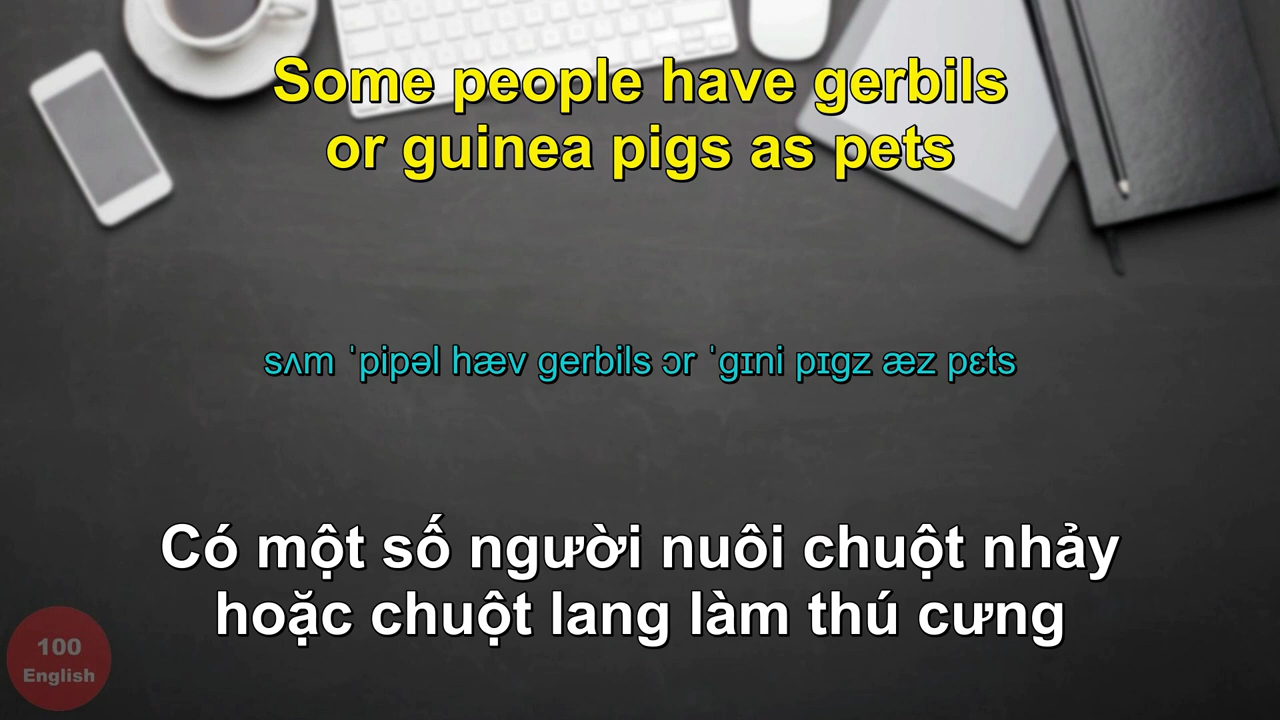 Some people have gerbils
or guinea pigs as pets
sʌm ˈpipəl hæv gerbils ɔr ˈgɪni pɪgz æz pɛts
Có một số người nuôi chuột nhảy
hoặc chuột lang làm thú cưng
100
English